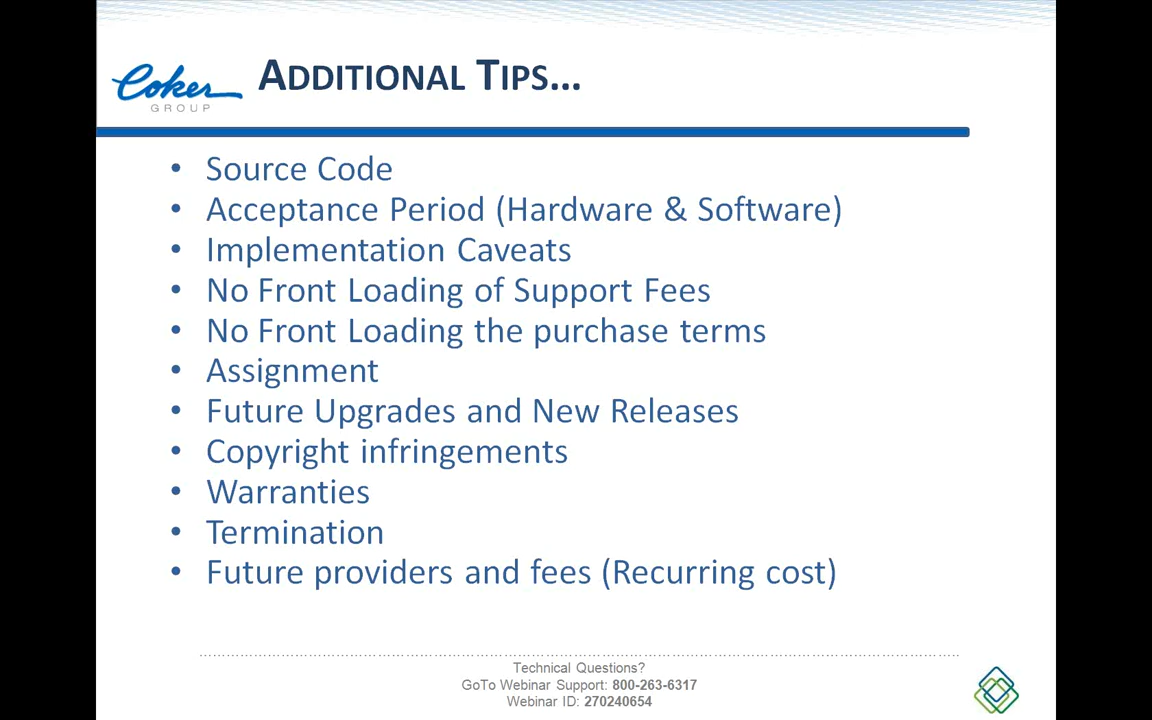 Coker
GROUP
ADDITIONAL TIPS...
• Source Code
• Acceptance Period (Hardware & Software)
• Implementation Caveats
• No Front Loading of Support Fees
• No Front Loading the purchase terms
• Assignment
• Future Upgrades and New Releases
• Copyright infringements
• Warranties
• Termination
• Future providers and fees (Recurring cost)
Technical Questions?
GoTo Webinar Support: 800-263-6317
Webinar ID: 270240654